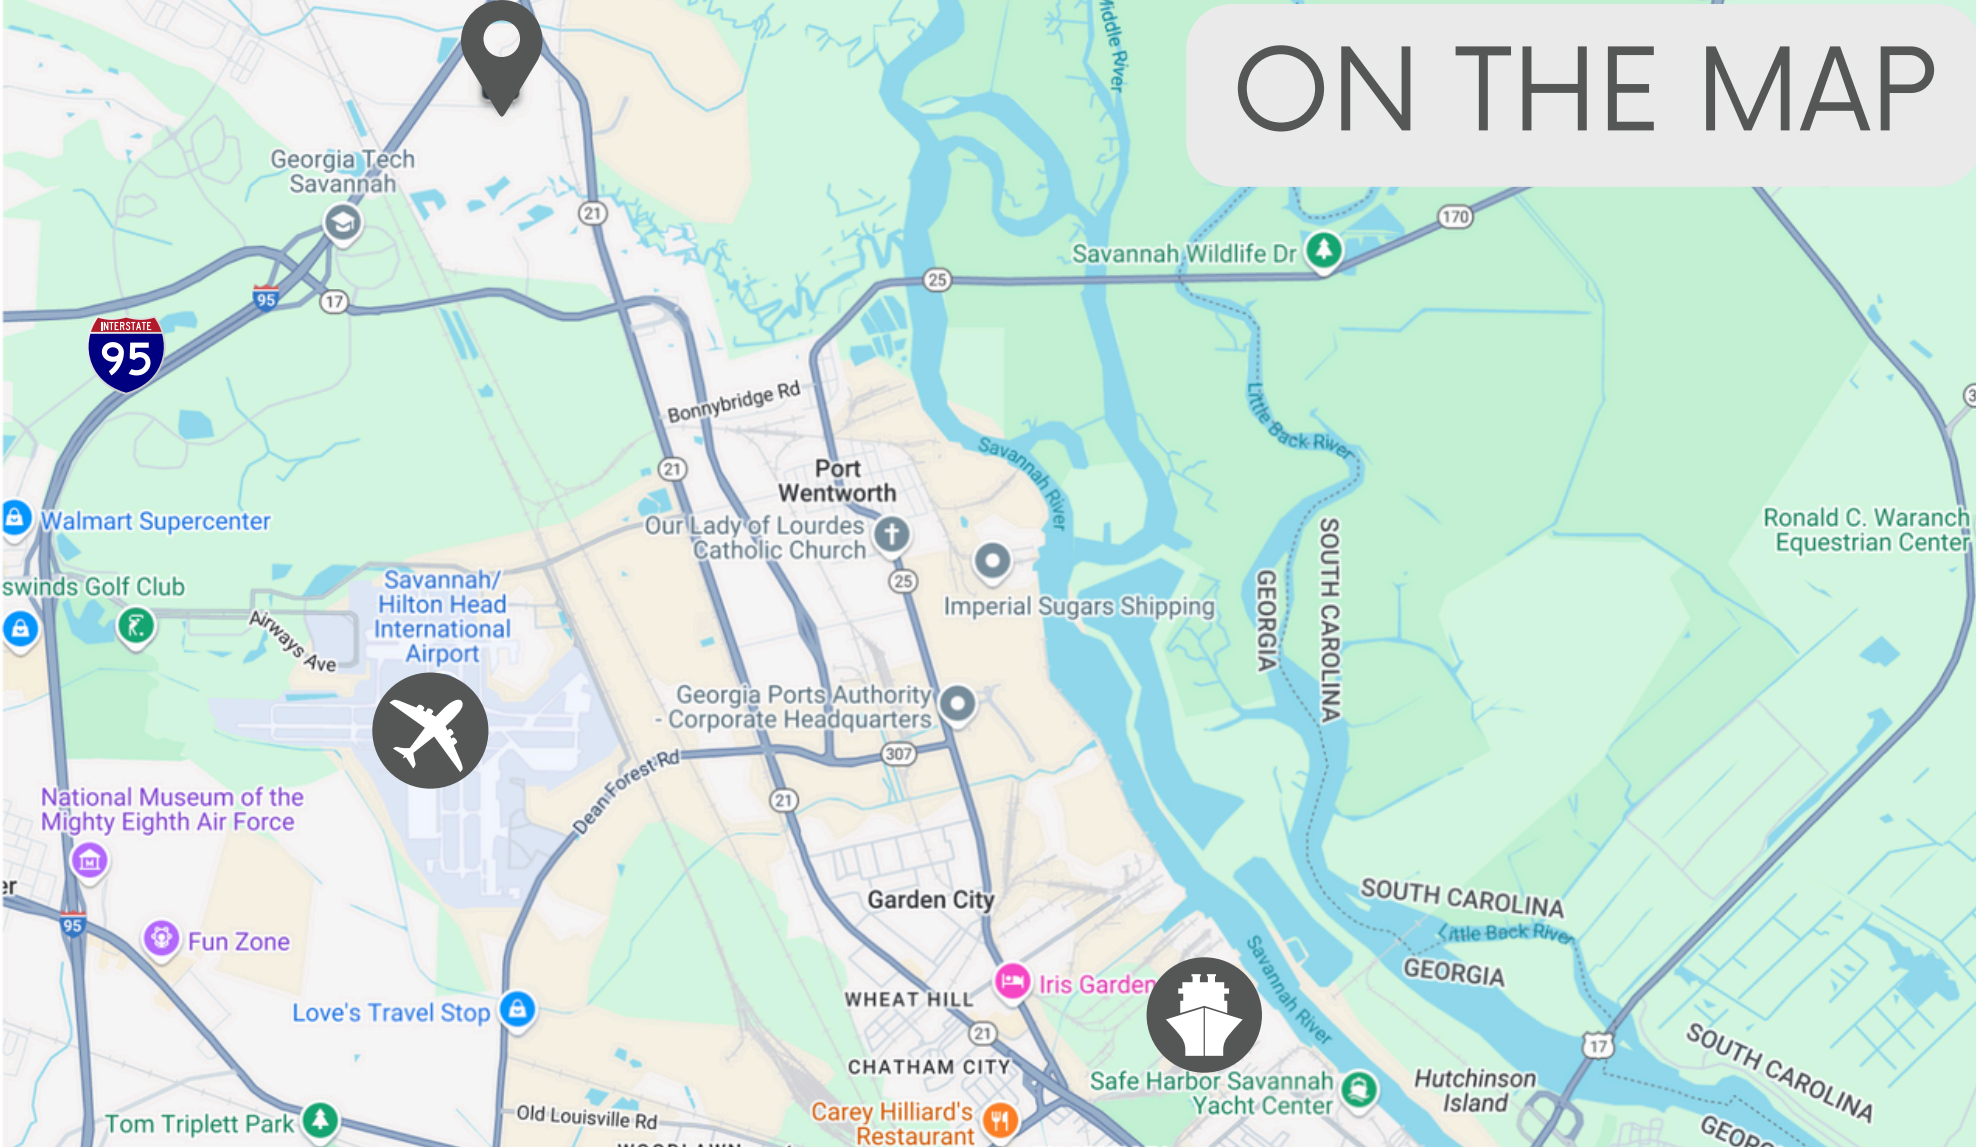 ON THE MAP
Middle River
Georgia Tech
Savannah
21
170
Savannah Wildlife Dr
25
95
17
INTERSTATE
95
Bonnybridge Rd
Little Back River
Savannah River
21
Port
Wentworth
Walmart Supercenter
Our Lady of Lourdes
Catholic Church
Ronald C. Waranch
Equestrian Center
SOUTH CAROLINA
GEORGIA
swinds Golf Club
Savannah/
Hilton Head
International
Airport
25
Imperial Sugars Shipping
Airways Ave
Georgia Ports Authority
- Corporate Headquarters
307
Dean Forest Rd
21
National Museum of the
Mighty Eighth Air Force
er
Garden City
SOUTH CAROLINA
Little Back River
GEORGIA
95
Fun Zone
Iris Garden
Savannah River
WHEAT HILL
Love's Travel Stop
21
17
SOUTH CAROLINA
CHATHAM CITY
Safe Harbor Savannah
Yacht Center
Hutchinson
Island
Tom Triplett Park
Old Louisville Rd
Carey Hilliard's
Restaurant
GEORG